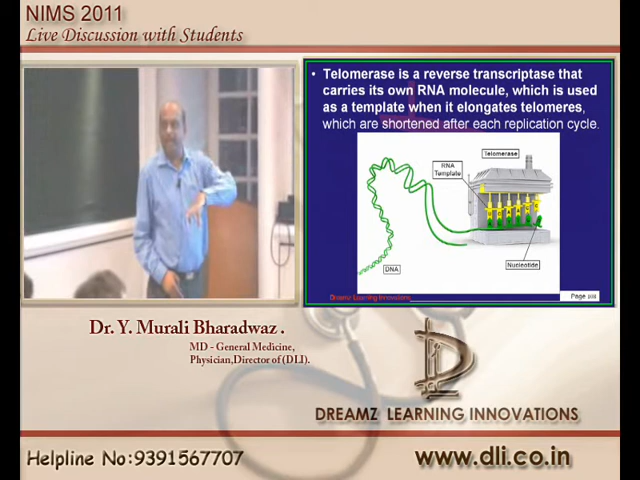 NIMS 2011
Live Discussion with Students
• Telomerase is a reverse transcriptase that
carries its own RNA molecule, which is used
as a template when it elongates telomeres,
which are shortened after each replication cycle.
Telomerase
RNA
Template
Nucleotide
DNA
Dreamz Learning Innovations
Dr. Y. Murali Bharadwaz .
MD - General Medicine,
Physician,Director of (DLI).
DREAMZ LEARNING INNOVATIONS
Helpline No:9391567707
www.dli.co.in